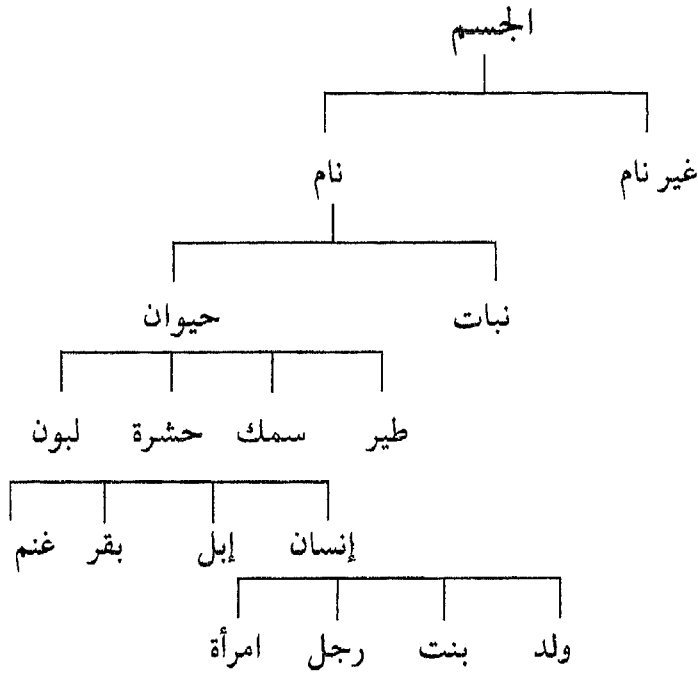 الجسم
غير نام نام
نبات حيوان
طير سمك حشرة لبون
إنسان إبل بقر غنم
ولد بنت رجل امرأة